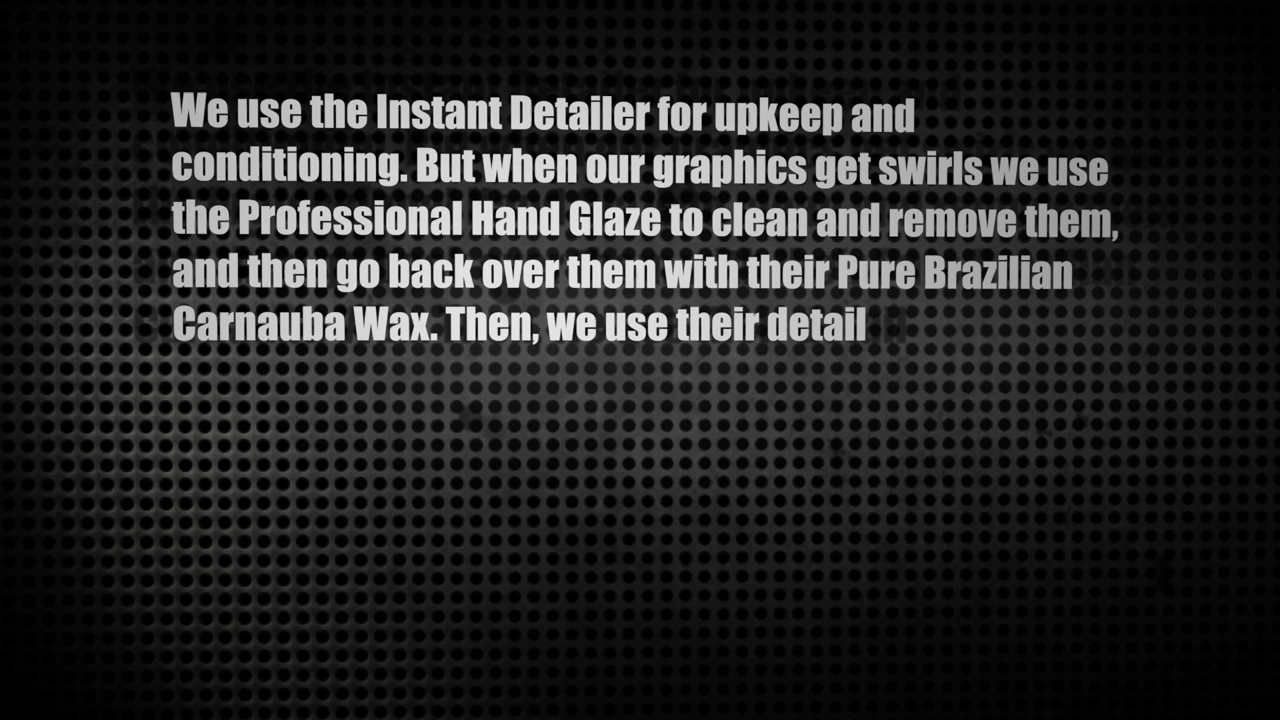 We use the Instant Detailer for upkeep and
conditioning. But when our graphics get swirls we use
the Professional Hand Glaze to clean and remove them,
and then go back over them with their Pure Brazilian
Carnauba Wax. Then, we use their detail